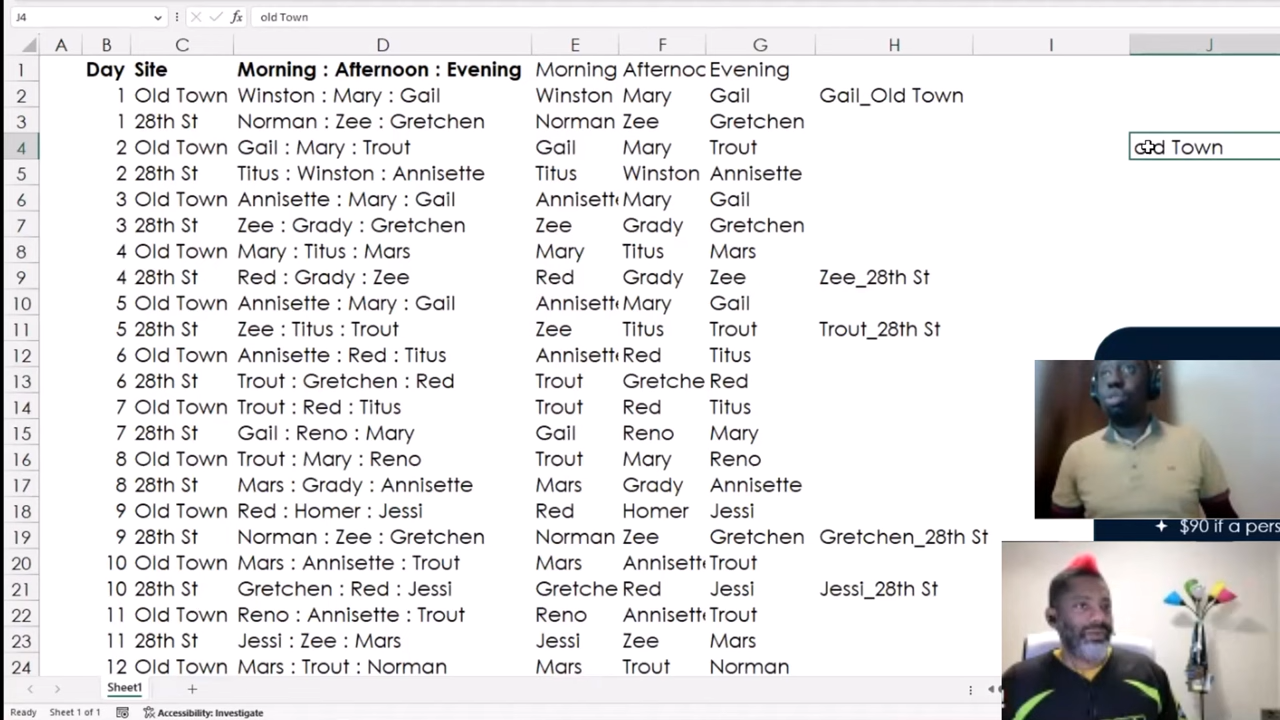 J4 fx old Town
A B C D E F G H I J
1 Day Site Morning : Afternoon : Evening Morning Afternoc Evening
2 1 Old Town Winston : Mary : Gail Winston Mary Gail Gail_Old Town
3 1 28th St Norman : Zee : Gretchen Norman Zee Gretchen
4 2 Old Town Gail : Mary : Trout Gail Mary Trout old Town
5 2 28th St Titus : Winston : Annisette Titus Winston Annisette
6 3 Old Town Annisette : Mary : Gail Annisett Mary Gail
7 3 28th St Zee : Grady : Gretchen Zee Grady Gretchen
8 4 Old Town Mary : Titus : Mars Mary Titus Mars
9 4 28th St Red : Grady : Zee Red Grady Zee Zee_28th St
10 5 Old Town Annisette : Mary : Gail Annisett Mary Gail
11 5 28th St Zee : Titus : Trout Zee Titus Trout Trout_28th St
12 6 Old Town Annisette : Red : Titus Annisett Red Titus
13 6 28th St Trout : Gretchen : Red Trout Gretche Red
14 7 Old Town Trout : Red : Titus Trout Red Titus
15 7 28th St Gail : Reno : Mary Gail Reno Mary
16 8 Old Town Trout : Mary : Reno Trout Mary Reno
17 8 28th St Mars : Grady : Annisette Mars Grady Annisette
18 9 Old Town Red : Homer : Jessi Red Homer Jessi
19 9 28th St Norman : Zee : Gretchen Norman Zee Gretchen Gretchen_28th St
20 10 Old Town Mars : Annisette : Trout Mars Annisett Trout
21 10 28th St Gretchen : Red : Jessi Gretche Red Jessi Jessi_28th St
22 11 Old Town Reno : Annisette : Trout Reno Annisett Trout
23 11 28th St Jessi : Zee : Mars Jessi Zee Mars
24 12 Old Town Mars : Trout : Norman Mars Trout Norman
$90 if a pers
Sheet1
Ready Sheet 1 of 1 Accessibility: Investigate